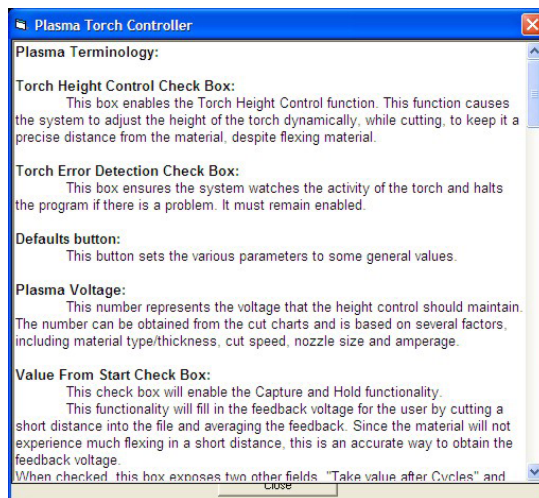 Plasma Torch Controller
Plasma Terminology:
Torch Height Control Check Box:
This box enables the Torch Height Control function. This function causes
the system to adjust the height of the torch dynamically, while cutting, to keep it a
precise distance from the material, despite flexing material.
Torch Error Detection Check Box:
This box ensures the system watches the activity of the torch and halts
the program if there is a problem. It must remain enabled.
Defaults button:
This button sets the various parameters to some general values.
Plasma Voltage:
This number represents the voltage that the height control should maintain.
The number can be obtained from the cut charts and is based on several factors,
including material type/thickness, cut speed, nozzle size and amperage.
Value From Start Check Box:
This check box will enable the Capture and Hold functionality.
This functionality will fill in the feedback voltage for the user by cutting a
short distance into the file and averaging the feedback. Since the material will not
experience much flexing in a short distance, this is an accurate way to obtain the
feedback voltage.
When checked, this box exposes two other fields, "Take value after Cycles" and
Close